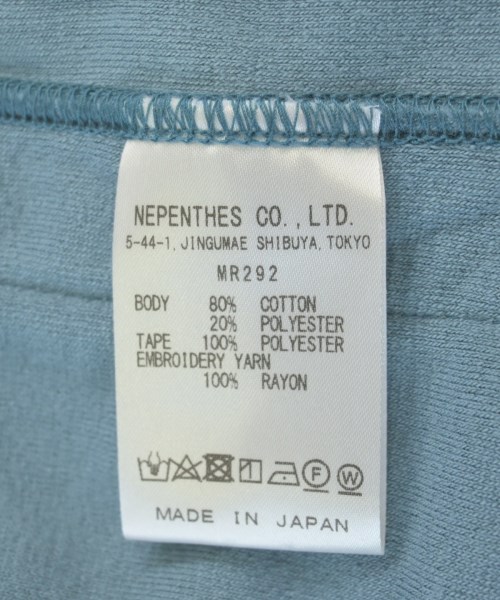 NEPENTHES CO., LTD.
5-44-1, JINGUMAE SHIBUYA, TOKYO
MR292
BODY 80% COTTON
20% POLYESTER
TAPE 100% POLYESTER
EMBROIDERY YARN
100% RAYON
F W
MADE IN JAPAN